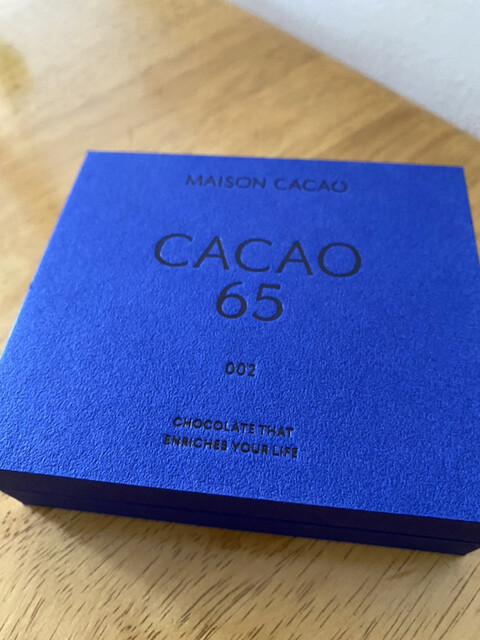 MAISON CACAO
CACAO
65
002
CHOCOLATE THAT
ENRICHES YOUR LIFE